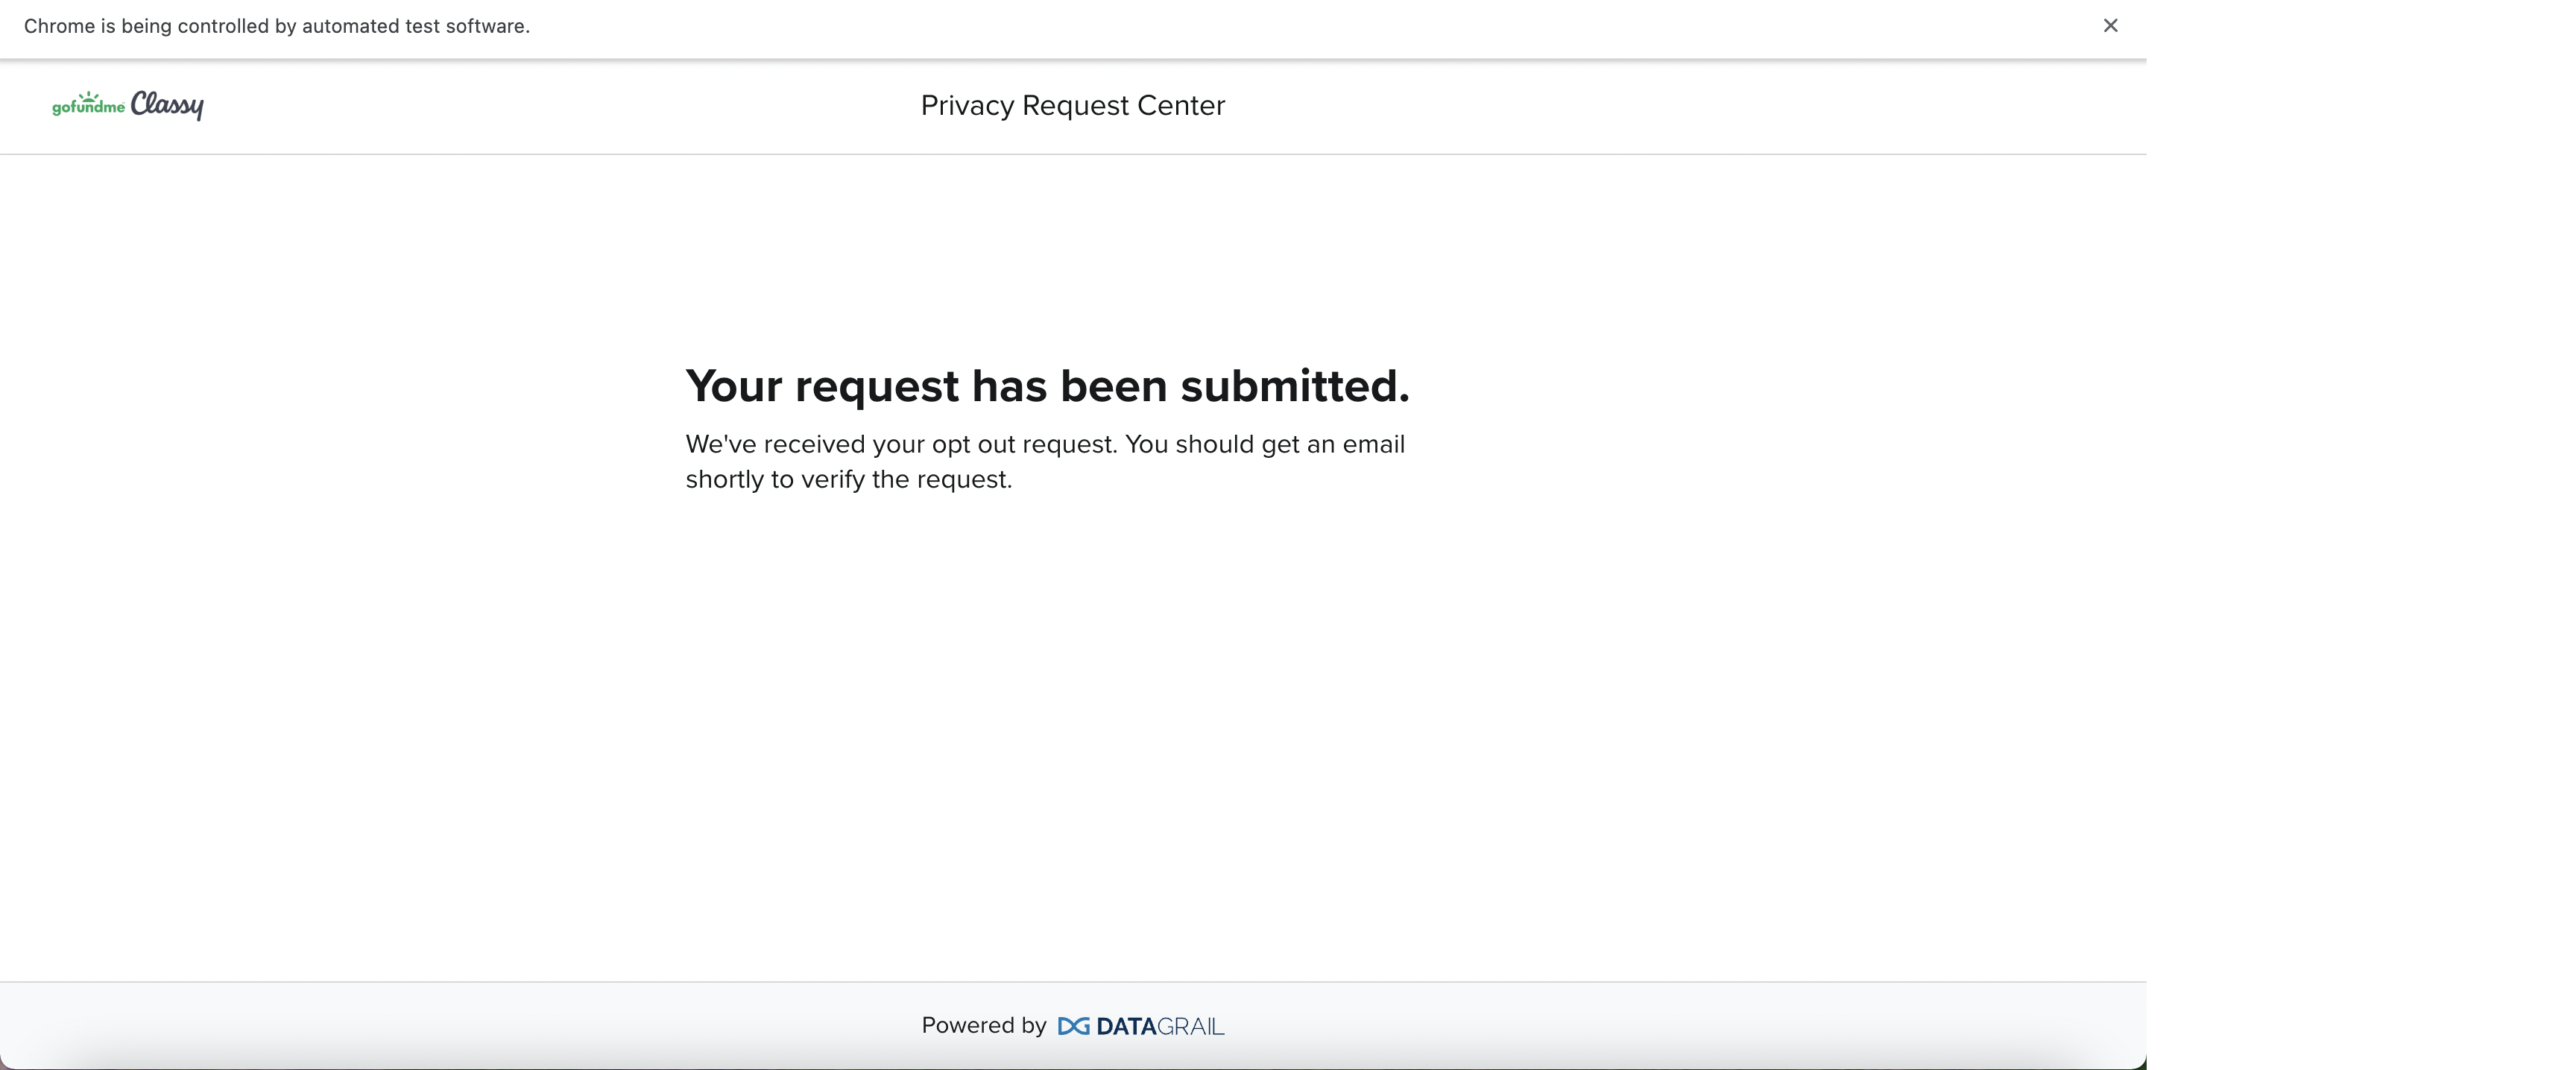 Chrome is being controlled by automated test software.
gofundme Classy
Privacy Request Center
Your request has been submitted.
We've received your opt out request. You should get an email
shortly to verify the request.
Powered by DATAGRAIL